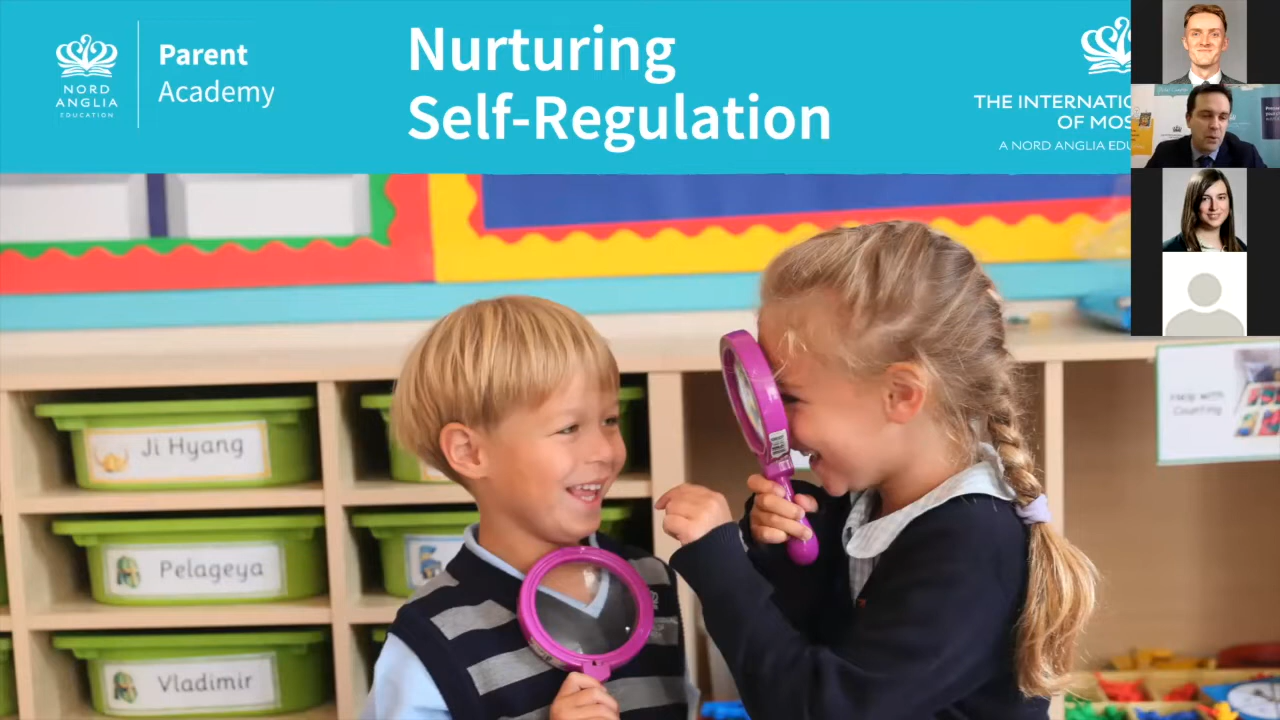 NORD
ANGLIA
EDUCATION
Parent
Academy
Nurturing
Self-Regulation
THE INTERNATIO
OF MOS
A NORD ANGLIA EDU
Ji Hyang
Pelageya
Vladimir
Help with
Counting